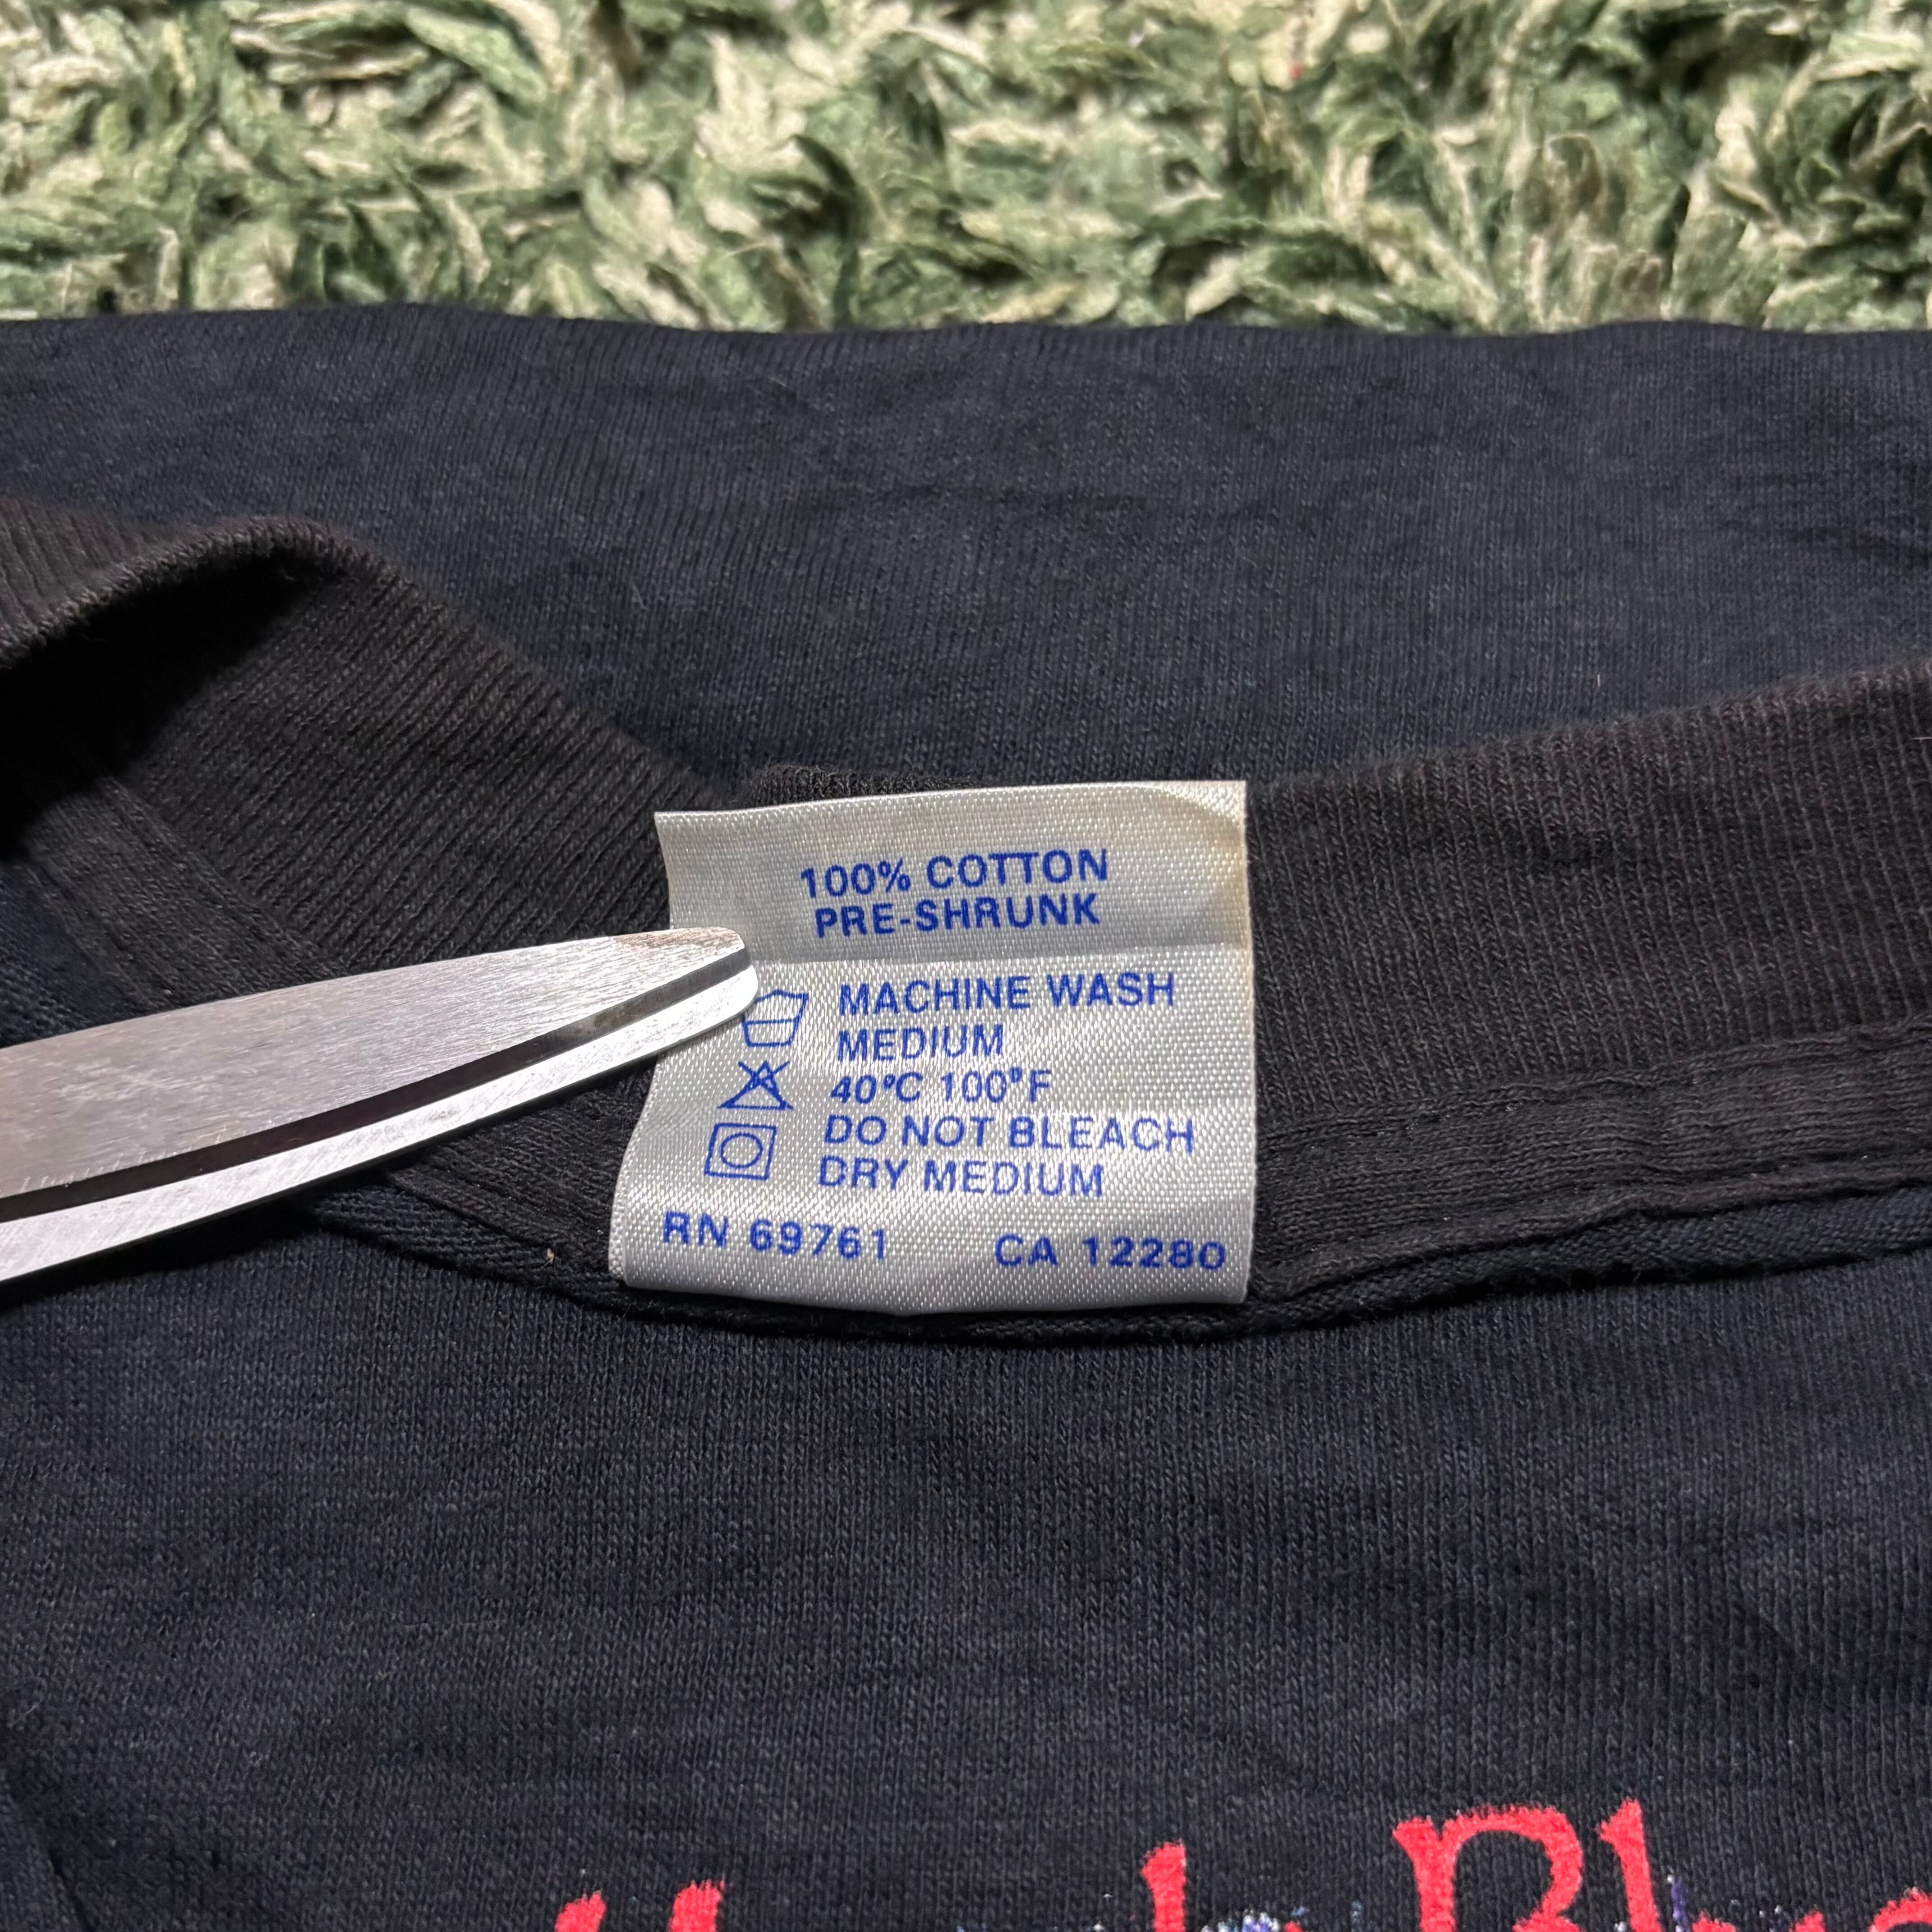 100% COTTON
PRE-SHRUNK
MACHINE WASH
MEDIUM
40°C 100°F
DO NOT BLEACH
DRY MEDIUM
RN 69761 CA 12280